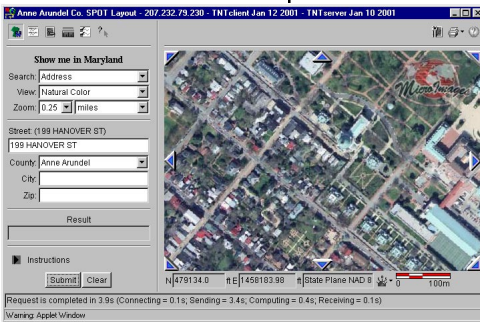 Anne Arundel Co. SPOT Layout - 207.232.79.230 - TNTclient Jan 12 2001 - TNTserver Jan 10 2001
Show me in Maryland
Search: Address
View: Natural Color
Zoom: 0.25 miles
Street: (199 HANOVER ST)
199 HANOVER ST
County: Anne Arundel
City:
Zip:
Result
Instructions
Submit Clear
MicroImages
N 479134.0 ft E 1458183.98 ft State Plane NAD 8
0 100m
Request is completed in 3.9s (Connecting = 0.1s; Sending = 3.4s; Computing = 0.4s; Receiving = 0.1s)
Warning: Applet Window